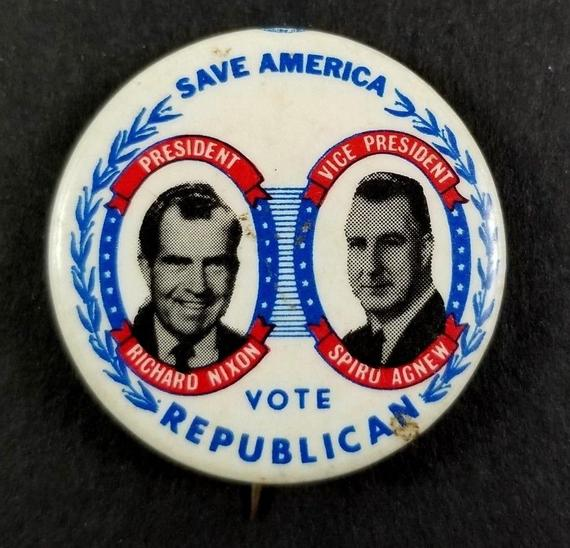 SAVE AMERICA
PRESIDENT
RICHARD NIXON
VICE PRESIDENT
SPIRO AGNEW
VOTE
REPUBLICAN